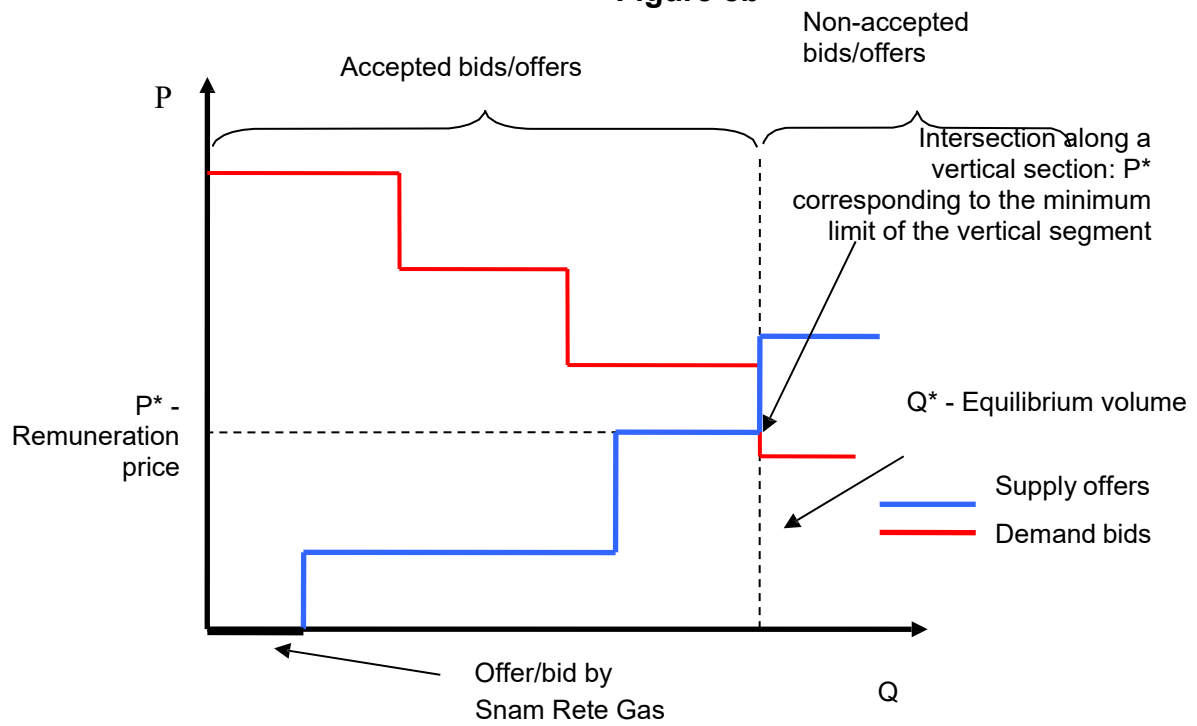 Non-accepted
bids/offers
Accepted bids/offers
P
Intersection along a
vertical section: P*
corresponding to the minimum
limit of the vertical segment
P* -
Remuneration
price
Q* - Equilibrium volume
Supply offers
Demand bids
Offer/bid by
Snam Rete Gas
Q